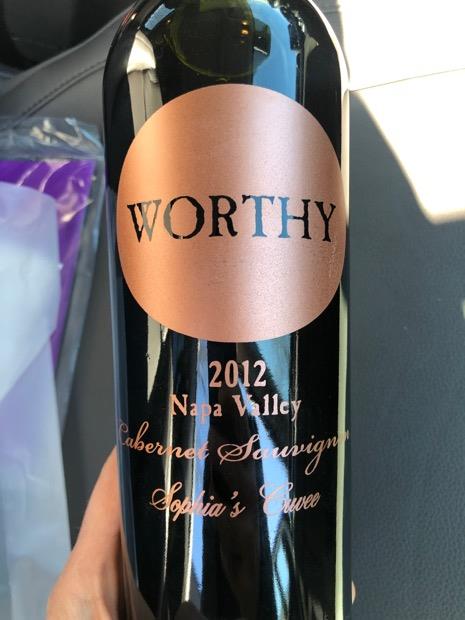 WORTHY
2012
Napa Valley
Cabernet Sauvignon
Sophia's Cuvee